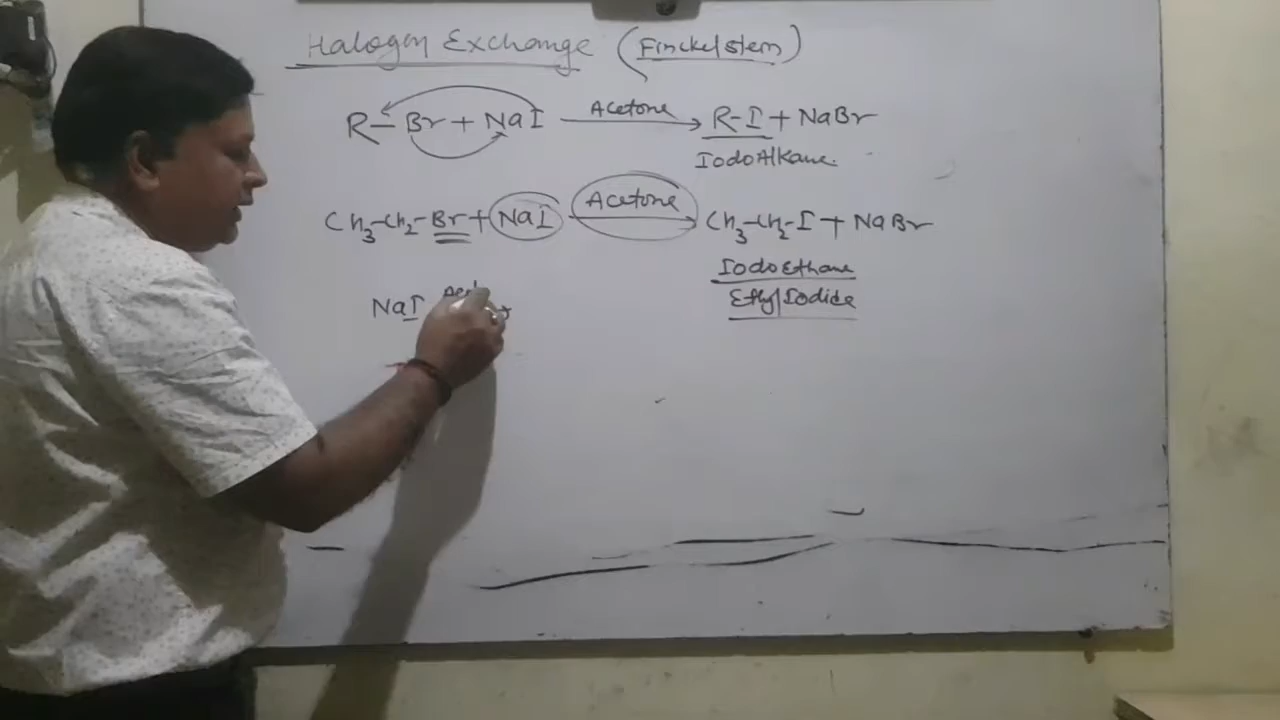 Halogen Exchange (Finckelstein)
R-Br + NaI Acetone → R-I + NaBr
IodoAlkane.
CH3-CH2-Br + NaI Acetone → CH3-CH2-I + NaBr
IodoEthane
Ethyl Iodide
NaI